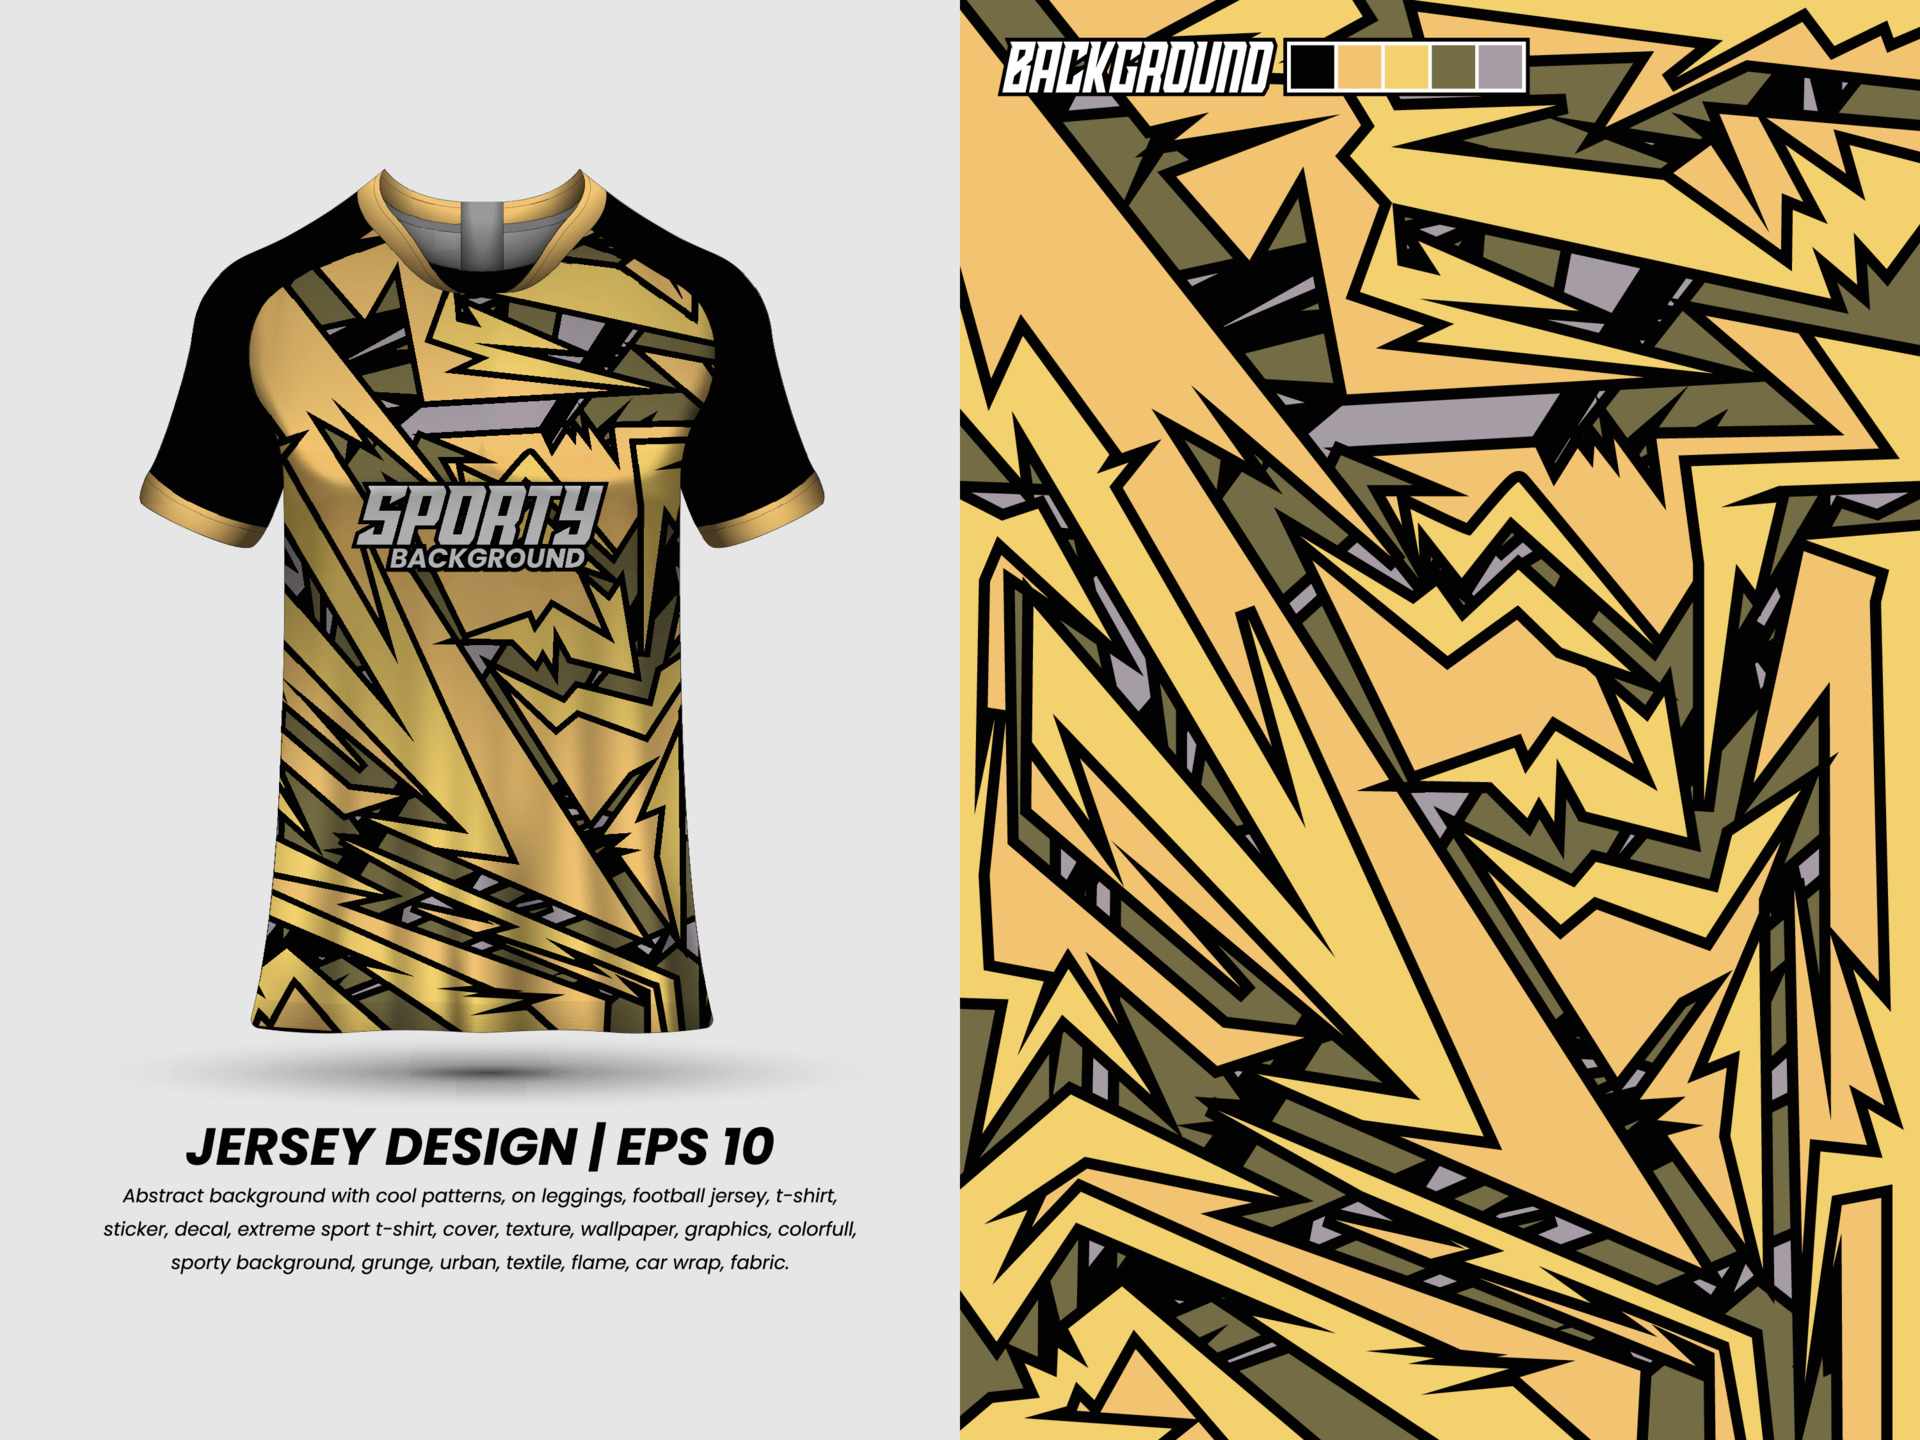 BACKGROUND
SPORTY
BACKGROUND
JERSEY DESIGN | EPS 10
Abstract background with cool patterns, on leggings, football jersey, t-shirt,
sticker, decal, extreme sport t-shirt, cover, texture, wallpaper, graphics, colorfull,
sporty background, grunge, urban, textile, flame, car wrap, fabric.